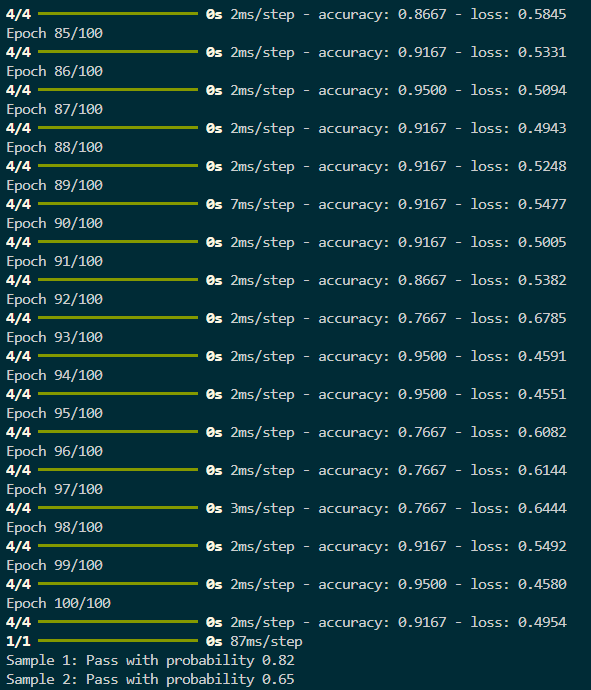 4/4 ━━━━━━━━━━━━━━━━━━━━ 0s 2ms/step - accuracy: 0.8667 - loss: 0.5845
Epoch 85/100
4/4 ━━━━━━━━━━━━━━━━━━━━ 0s 2ms/step - accuracy: 0.9167 - loss: 0.5331
Epoch 86/100
4/4 ━━━━━━━━━━━━━━━━━━━━ 0s 2ms/step - accuracy: 0.9500 - loss: 0.5094
Epoch 87/100
4/4 ━━━━━━━━━━━━━━━━━━━━ 0s 2ms/step - accuracy: 0.9167 - loss: 0.4943
Epoch 88/100
4/4 ━━━━━━━━━━━━━━━━━━━━ 0s 2ms/step - accuracy: 0.9167 - loss: 0.5248
Epoch 89/100
4/4 ━━━━━━━━━━━━━━━━━━━━ 0s 7ms/step - accuracy: 0.9167 - loss: 0.5477
Epoch 90/100
4/4 ━━━━━━━━━━━━━━━━━━━━ 0s 2ms/step - accuracy: 0.9167 - loss: 0.5005
Epoch 91/100
4/4 ━━━━━━━━━━━━━━━━━━━━ 0s 2ms/step - accuracy: 0.8667 - loss: 0.5382
Epoch 92/100
4/4 ━━━━━━━━━━━━━━━━━━━━ 0s 2ms/step - accuracy: 0.7667 - loss: 0.6785
Epoch 93/100
4/4 ━━━━━━━━━━━━━━━━━━━━ 0s 2ms/step - accuracy: 0.9500 - loss: 0.4591
Epoch 94/100
4/4 ━━━━━━━━━━━━━━━━━━━━ 0s 2ms/step - accuracy: 0.9500 - loss: 0.4551
Epoch 95/100
4/4 ━━━━━━━━━━━━━━━━━━━━ 0s 2ms/step - accuracy: 0.7667 - loss: 0.6082
Epoch 96/100
4/4 ━━━━━━━━━━━━━━━━━━━━ 0s 2ms/step - accuracy: 0.7667 - loss: 0.6144
Epoch 97/100
4/4 ━━━━━━━━━━━━━━━━━━━━ 0s 3ms/step - accuracy: 0.7667 - loss: 0.6444
Epoch 98/100
4/4 ━━━━━━━━━━━━━━━━━━━━ 0s 2ms/step - accuracy: 0.9167 - loss: 0.5492
Epoch 99/100
4/4 ━━━━━━━━━━━━━━━━━━━━ 0s 2ms/step - accuracy: 0.9500 - loss: 0.4580
Epoch 100/100
4/4 ━━━━━━━━━━━━━━━━━━━━ 0s 2ms/step - accuracy: 0.9167 - loss: 0.4954
1/1 ━━━━━━━━━━━━━━━━━━━━ 0s 87ms/step
Sample 1: Pass with probability 0.82
Sample 2: Pass with probability 0.65